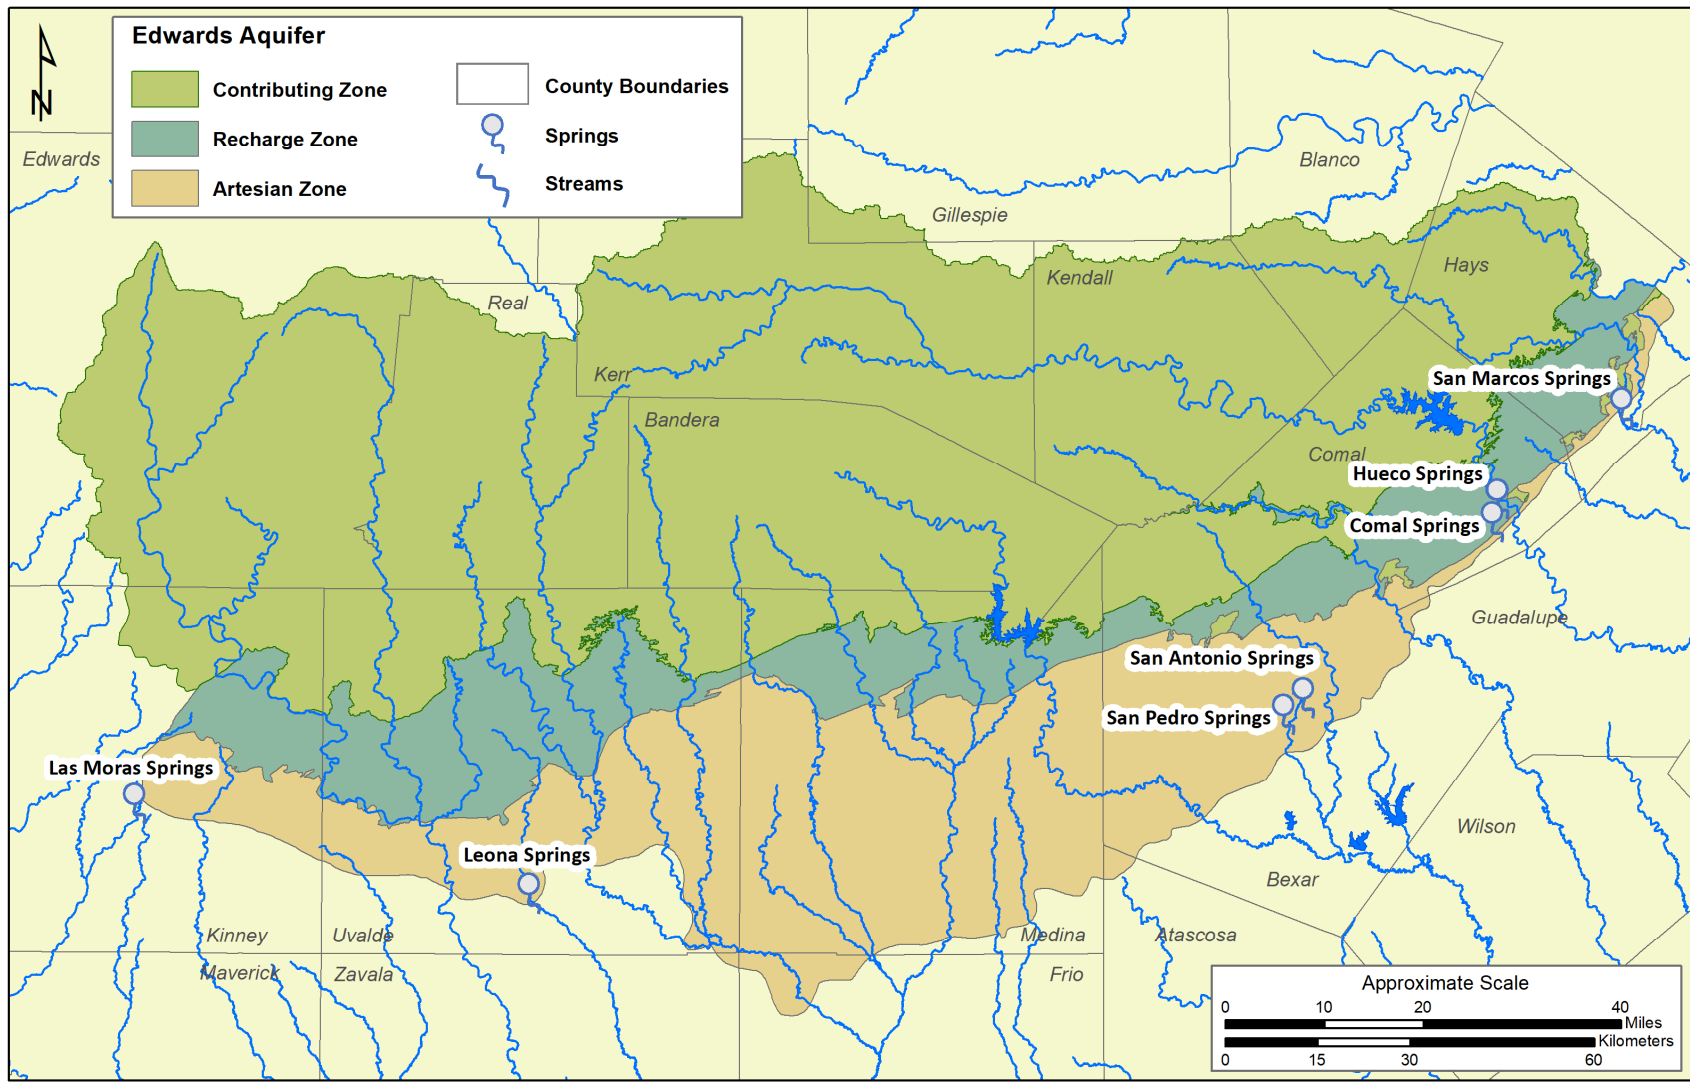 Edwards Aquifer
Contributing Zone
County Boundaries
Recharge Zone
Springs
Artesian Zone
Streams
N
Edwards
Blanco
Gillespie
Hays
Kendall
Real
Kerr
San Marcos Springs
Bandera
Comal
Hueco Springs
Comal Springs
Guadalupe
San Antonio Springs
San Pedro Springs
Las Moras Springs
Wilson
Leona Springs
Bexar
Kinney
Uvalde
Medina
Atascosa
Maverick
Zavala
Frio
Approximate Scale
0 10 20 40
Miles
Kilometers
0 15 30 60